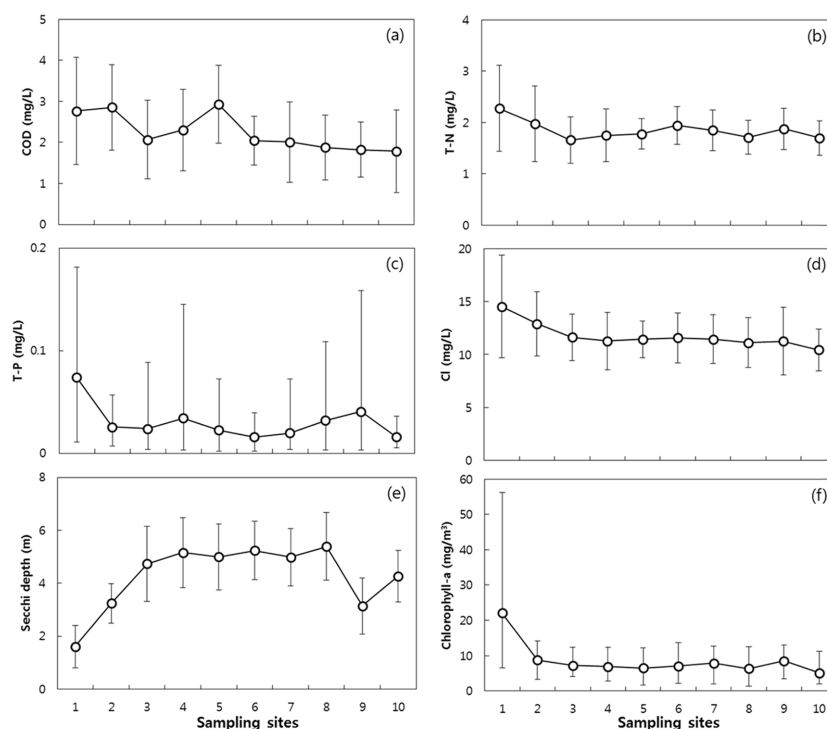 (a)
COD (mg/L)
5
4
3
2
1
0
(b)
T-N (mg/L)
4
3
2
1
0
(c)
T-P (mg/L)
0.2
0.1
0
(d)
Cl (mg/L)
20
15
10
5
0
(e)
Secchi depth (m)
8
6
4
2
0
1 2 3 4 5 6 7 8 9 10
Sampling sites
(f)
Chlorophyll-a (mg/m³)
60
50
40
30
20
10
0
1 2 3 4 5 6 7 8 9 10
Sampling sites